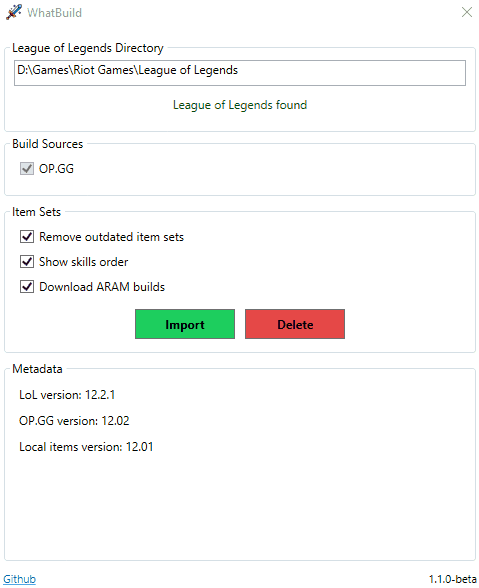 WhatBuild
League of Legends Directory
D:\Games\Riot Games\League of Legends
League of Legends found
Build Sources
OP.GG
Item Sets
Remove outdated item sets
Show skills order
Download ARAM builds
Import Delete
Metadata
LoL version: 12.2.1
OP.GG version: 12.02
Local items version: 12.01
Github 1.1.0-beta